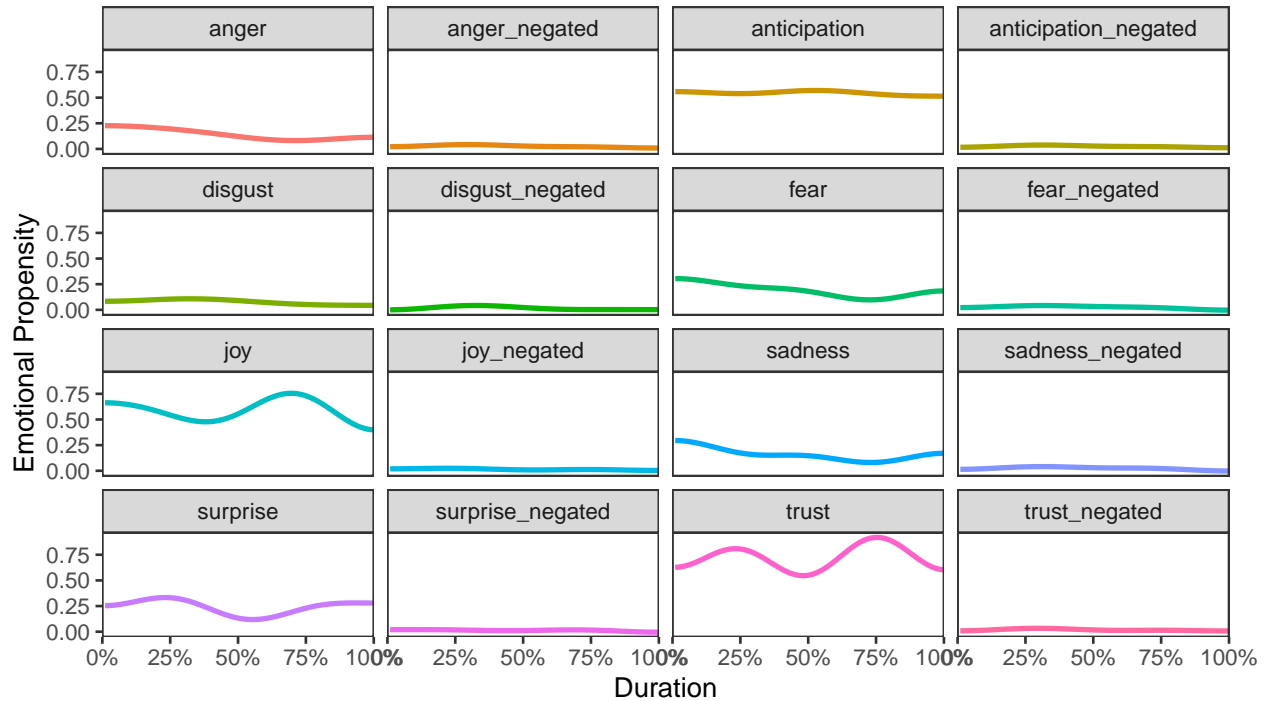 anger anger_negated anticipation anticipation_negated
0.75
0.50
0.25
0.00
disgust disgust_negated fear fear_negated
0.75
0.50
0.25
0.00
joy joy_negated sadness sadness_negated
0.75
0.50
0.25
0.00
surprise surprise_negated trust trust_negated
0.75
0.50
0.25
0.00
0% 25% 50% 75% 100% 0% 25% 50% 75% 100% 0% 25% 50% 75% 100% 0% 25% 50% 75% 100%
Duration
Emotional Propensity